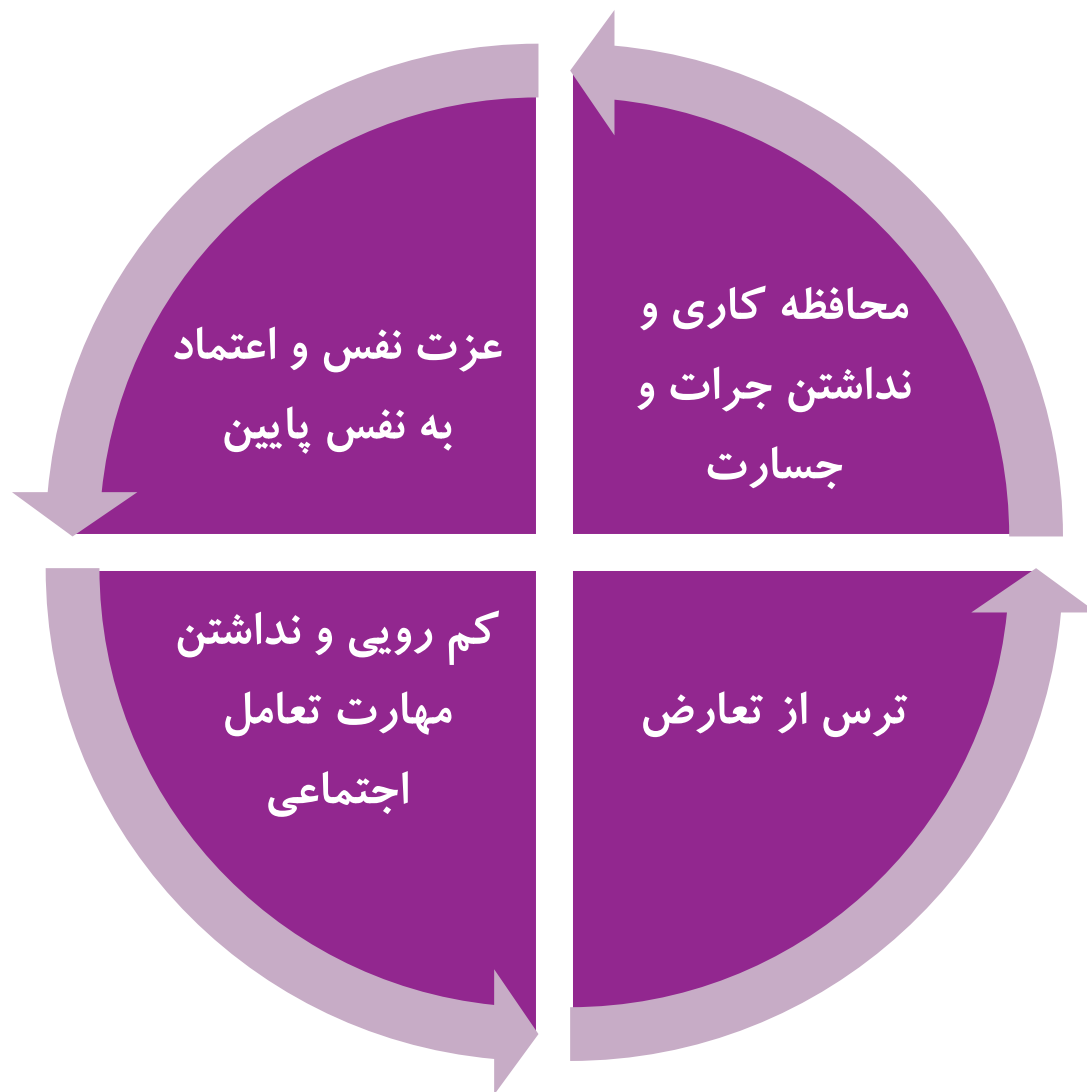 محافظه کاری و
نداشتن جرات و
جسارت
عزت نفس و اعتماد
به نفس پایین
کم رویی و نداشتن
مهارت تعامل
اجتماعی
ترس از تعارض